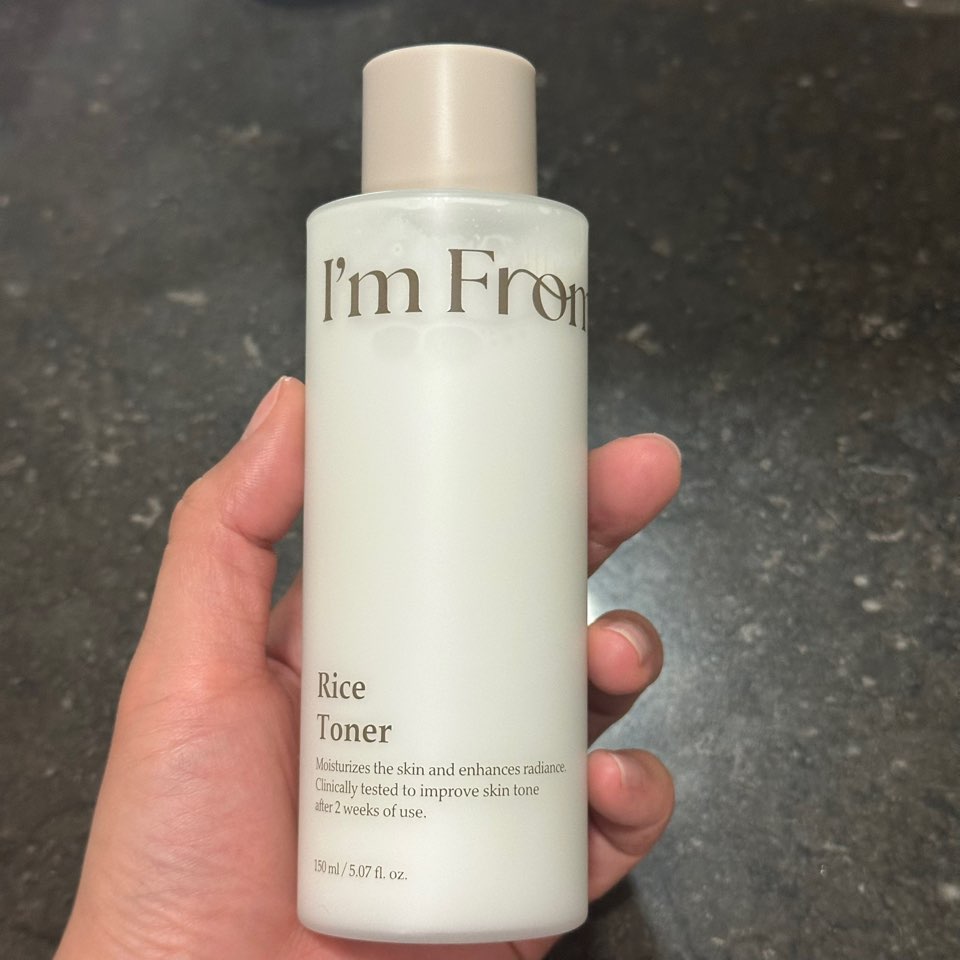 I'm From
Rice
Toner
Moisturizes the skin and enhances radiance.
Clinically tested to improve skin tone
after 2 weeks of use.
150 ml / 5.07 fl. oz.